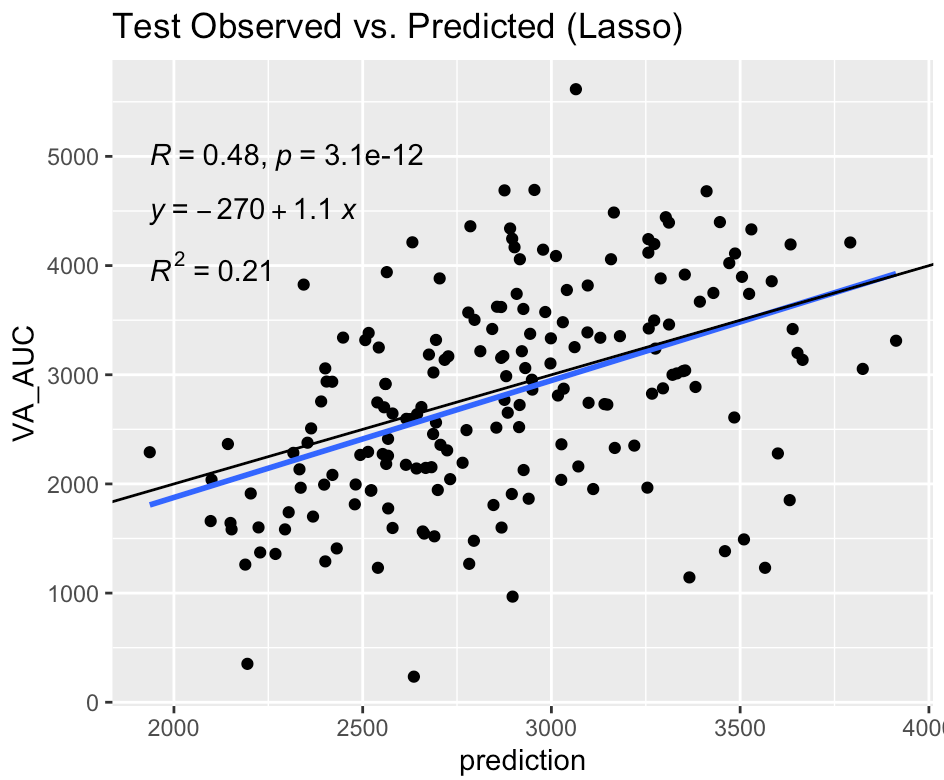 Test Observed vs. Predicted (Lasso)
R = 0.48, p = 3.1e-12
y = −270 + 1.1 x
R² = 0.21
VA_AUC
5000
4000
3000
2000
1000
0
2000 2500 3000 3500 400
prediction